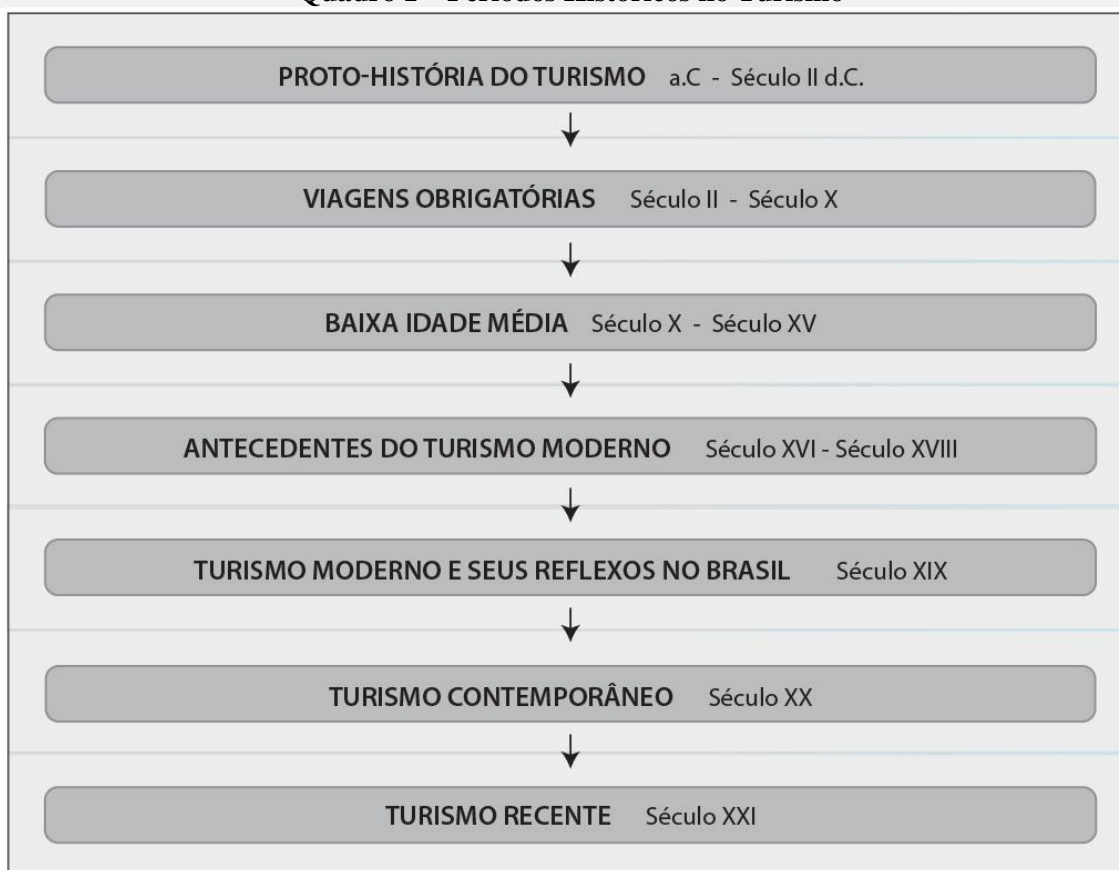 PROTO-HISTÓRIA DO TURISMO a.C - Século II d.C.
VIAGENS OBRIGATÓRIAS Século II - Século X
BAIXA IDADE MÉDIA Século X - Século XV
ANTECEDENTES DO TURISMO MODERNO Século XVI - Século XVIII
TURISMO MODERNO E SEUS REFLEXOS NO BRASIL Século XIX
TURISMO CONTEMPORÂNEO Século XX
TURISMO RECENTE Século XXI